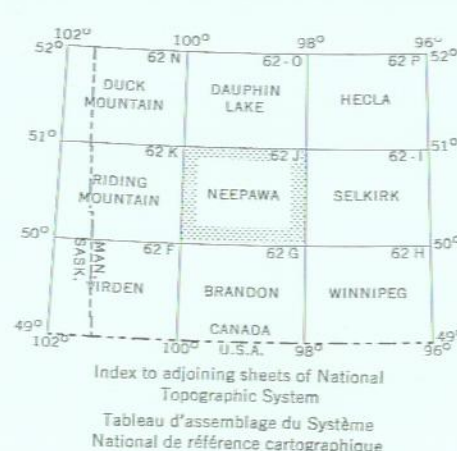 102° 100° 98° 96°
52° 62 N 62-O 62 P 52°
DUCK MOUNTAIN DAUPHIN LAKE HECLA
51° 62 K 62 J 62-I 51°
RIDING MOUNTAIN NEEPAWA SELKIRK
50° 62 F 62 G 62 H 50°
SASK. MAN.
VIRDEN BRANDON WINNIPEG
49° CANADA 49°
102° 100° U.S.A. 98° 96°
Index to adjoining sheets of National
Topographic System
Tableau d'assemblage du Système
National de référence cartographique